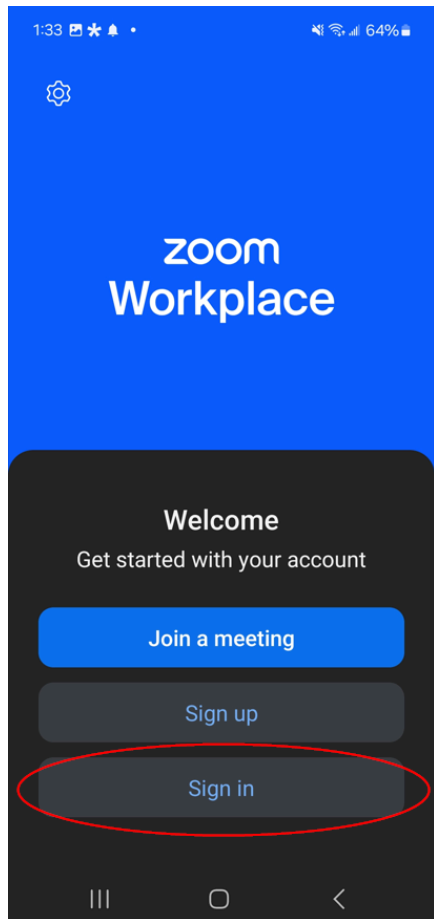 1:33 64%
zoom
Workplace
Welcome
Get started with your account
Join a meeting
Sign up
Sign in